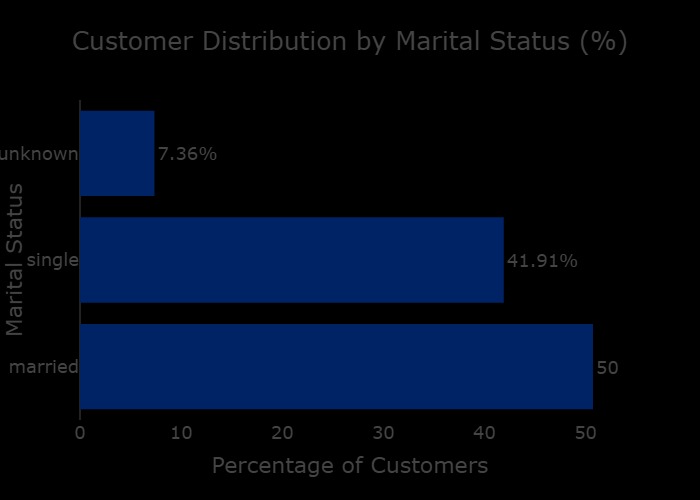 Customer Distribution by Marital Status (%)
unknown
7.36%
single
41.91%
married
50
0 10 20 30 40 50
Percentage of Customers
Marital Status